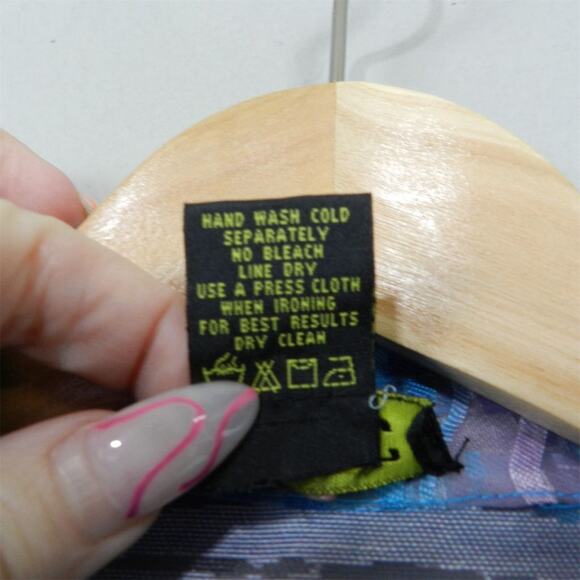 HAND WASH COLD
SEPARATELY
NO BLEACH
LINE DRY
USE A PRESS CLOTH
WHEN IRONING
FOR BEST RESULTS
DRY CLEAN